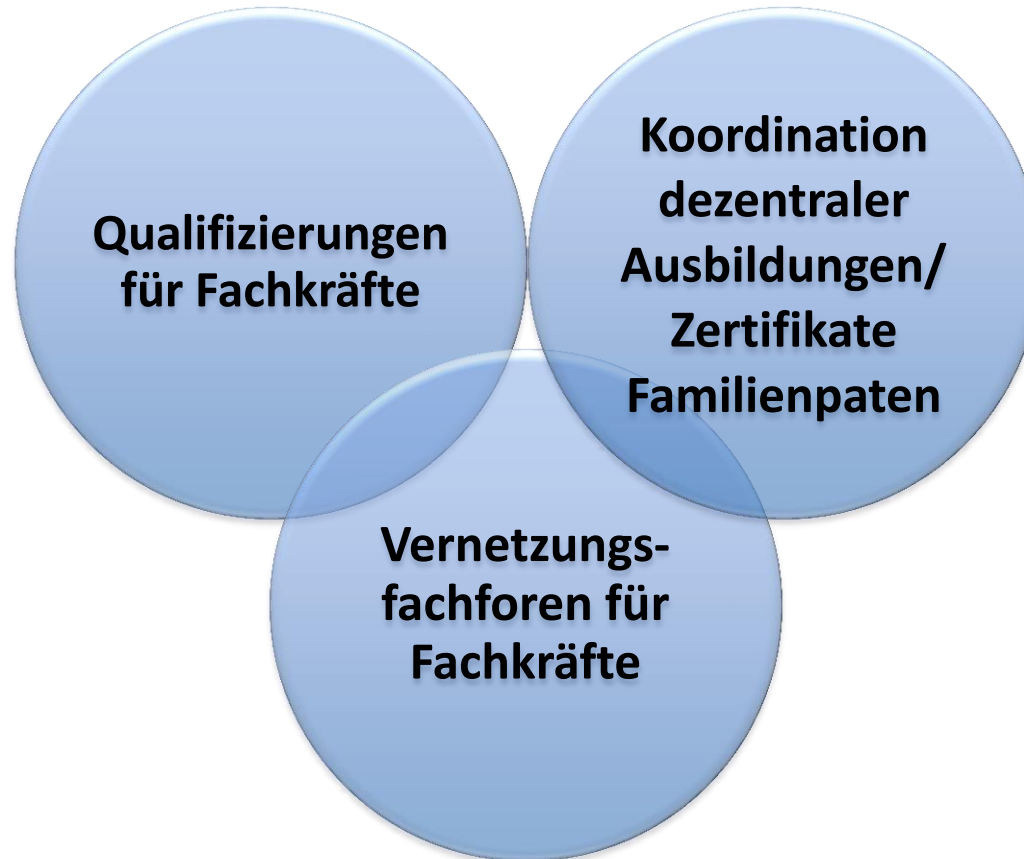 Qualifizierungen
für Fachkräfte
Koordination
dezentraler
Ausbildungen/
Zertifikate
Familienpaten
Vernetzungs-
fachforen für
Fachkräfte